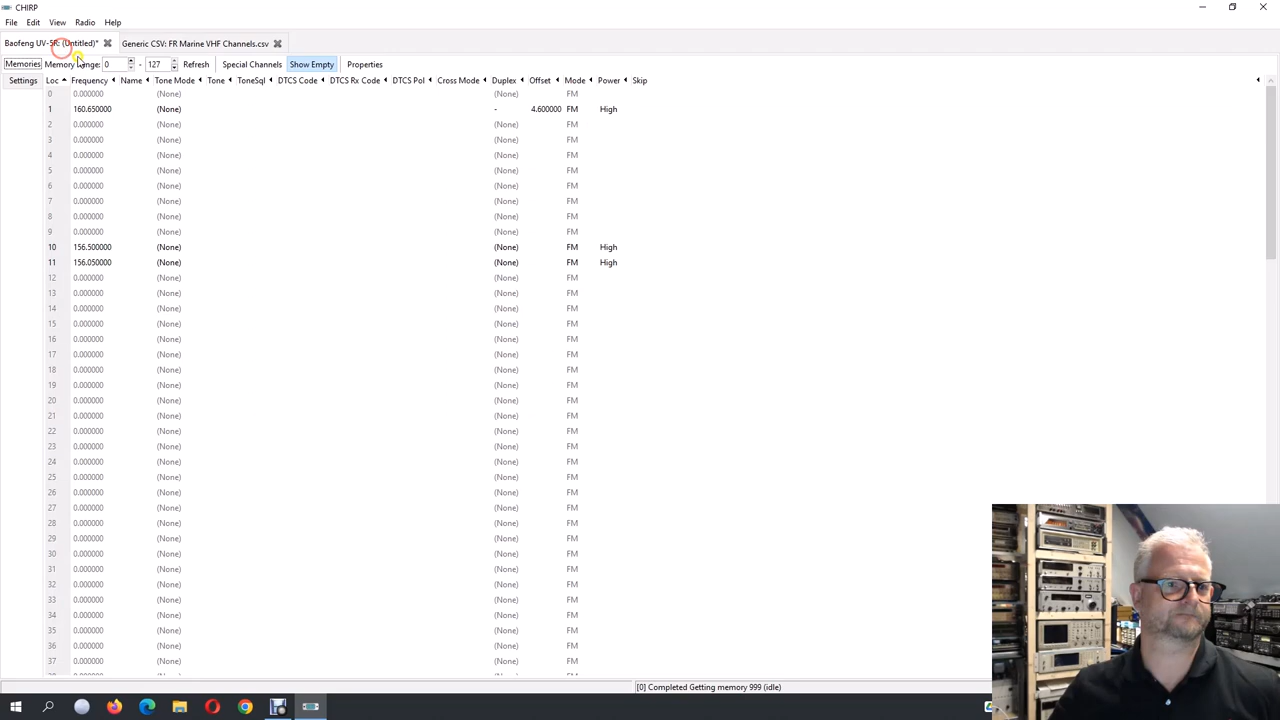 CHIRP
File Edit View Radio Help
Baofeng UV-5R: (Untitled)* Generic CSV: FR Marine VHF Channels.csv
Memories Memory Range: 0 - 127 Refresh Special Channels Show Empty Properties
Settings Loc Frequency Name Tone Mode Tone ToneSql DTCS Code DTCS Rx Code DTCS Pol Cross Mode Duplex Offset Mode Power Skip
0 0.000000 (None) (None) FM
1 160.650000 (None) - 4.600000 FM High
2 0.000000 (None) (None) FM
3 0.000000 (None) (None) FM
4 0.000000 (None) (None) FM
5 0.000000 (None) (None) FM
6 0.000000 (None) (None) FM
7 0.000000 (None) (None) FM
8 0.000000 (None) (None) FM
9 0.000000 (None) (None) FM
10 156.500000 (None) (None) FM High
11 156.050000 (None) (None) FM High
12 0.000000 (None) (None) FM
13 0.000000 (None) (None) FM
14 0.000000 (None) (None) FM
15 0.000000 (None) (None) FM
16 0.000000 (None) (None) FM
17 0.000000 (None) (None) FM
18 0.000000 (None) (None) FM
19 0.000000 (None) (None) FM
20 0.000000 (None) (None) FM
21 0.000000 (None) (None) FM
22 0.000000 (None) (None) FM
23 0.000000 (None) (None) FM
24 0.000000 (None) (None) FM
25 0.000000 (None) (None) FM
26 0.000000 (None) (None) FM
27 0.000000 (None) (None) FM
28 0.000000 (None) (None) FM
29 0.000000 (None) (None) FM
30 0.000000 (None) (None) FM
31 0.000000 (None) (None) FM
32 0.000000 (None) (None) FM
33 0.000000 (None) (None) FM
34 0.000000 (None) (None) FM
35 0.000000 (None) (None) FM
36 0.000000 (None) (None) FM
37 0.000000 (None) (None) FM
[0] Completed Getting memory 999 (idle)